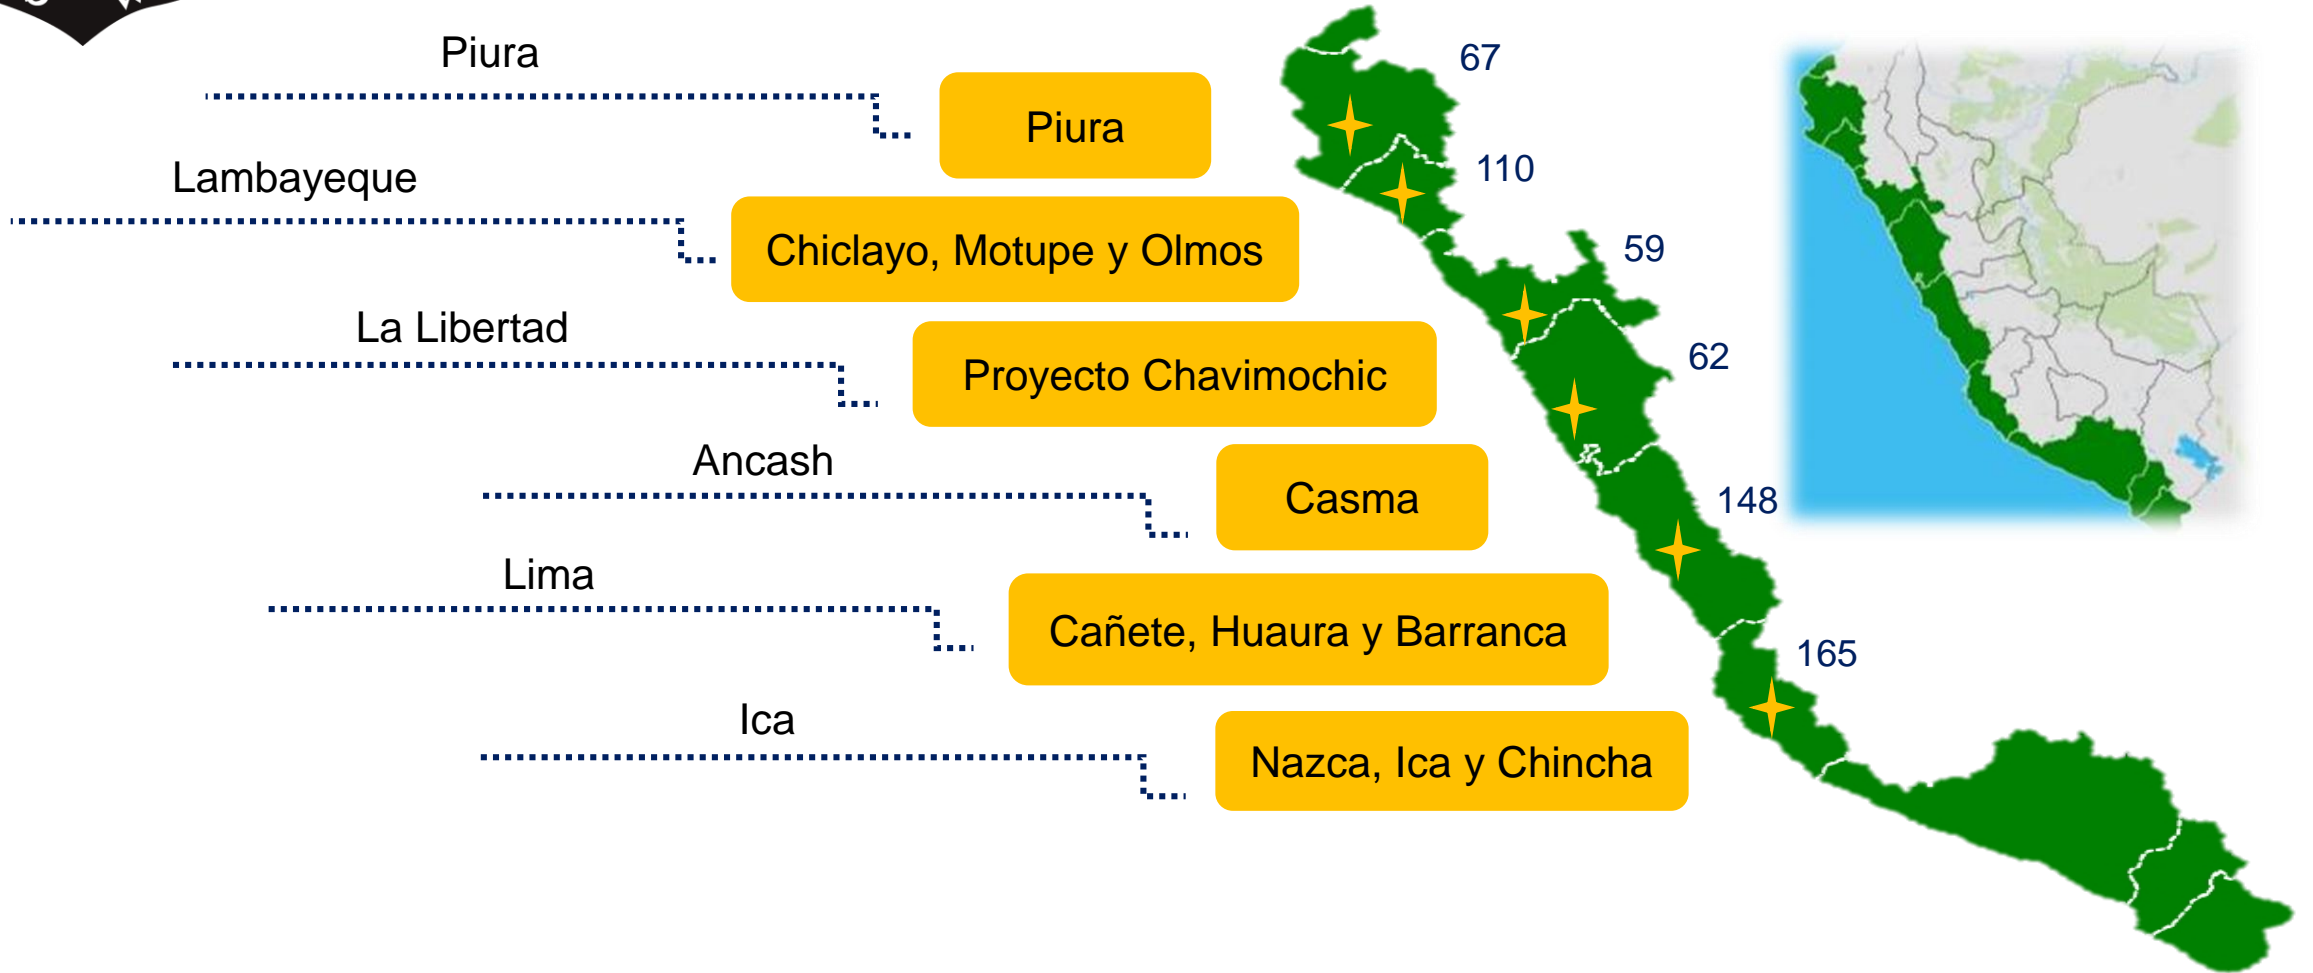 Piura
Piura
67
Lambayeque
110
Chiclayo, Motupe y Olmos
59
La Libertad
Proyecto Chavimochic
62
Ancash
Casma
148
Lima
Cañete, Huaura y Barranca
165
Ica
Nazca, Ica y Chincha